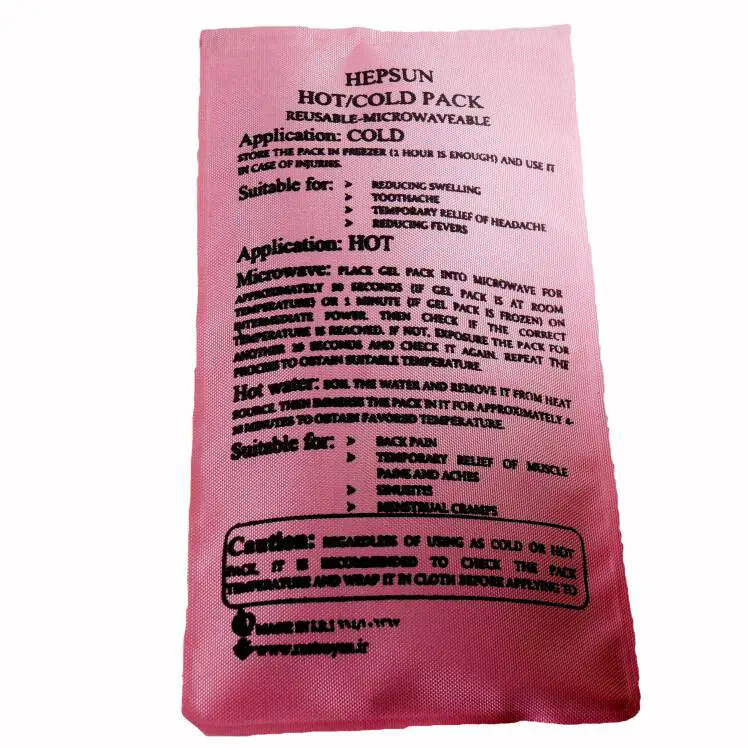 HEPSUN
HOT/COLD PACK
REUSABLE-MICROWAVEABLE
Application: COLD
STORE THE PACK IN FREEZER (2 HOUR IS ENOUGH) AND USE IT
IN CASE OF INJURIES.
Suitable for: ➤ REDUCING SWELLING
➤ TOOTHACHE
➤ TEMPORARY RELIEF OF HEADACHE
➤ REDUCING FEVERS
Application: HOT
Microwave: PLACE GEL PACK INTO MICROWAVE FOR
APPROXIMATELY SECONDS (IF GEL PACK IS AT ROOM
TEMPERATURE) OR 1 MINUTE (IF GEL PACK IS FROZEN) ON
INTERMEDIATE POWER. THEN CHECK IF THE CORRECT
TEMPERATURE IS REACHED. IF NOT, EXPOSURE THE PACK FOR
ANOTHER SECONDS AND CHECK IT AGAIN. REPEAT THE
PROCESS TO OBTAIN SUITABLE TEMPERATURE.
Hot water: BOIL THE WATER AND REMOVE IT FROM HEAT
SOURCE. THEN IMMERSE THE PACK IN IT FOR APPROXIMATELY
MINUTES TO OBTAIN FAVORED TEMPERATURE.
Suitable for: ➤ BACK PAIN
➤ TEMPORARY RELIEF OF MUSCLE
PAINS AND ACHES
➤ SINUSITIS
➤ MENSTRUAL CRAMPS
Caution: REGARDLESS OF USING AS COLD OR HOT
PACK, IT IS RECOMMENDED TO CHECK THE PACK
TEMPERATURE AND WRAP IT IN CLOTH BEFORE APPLYING TO
MADE IN